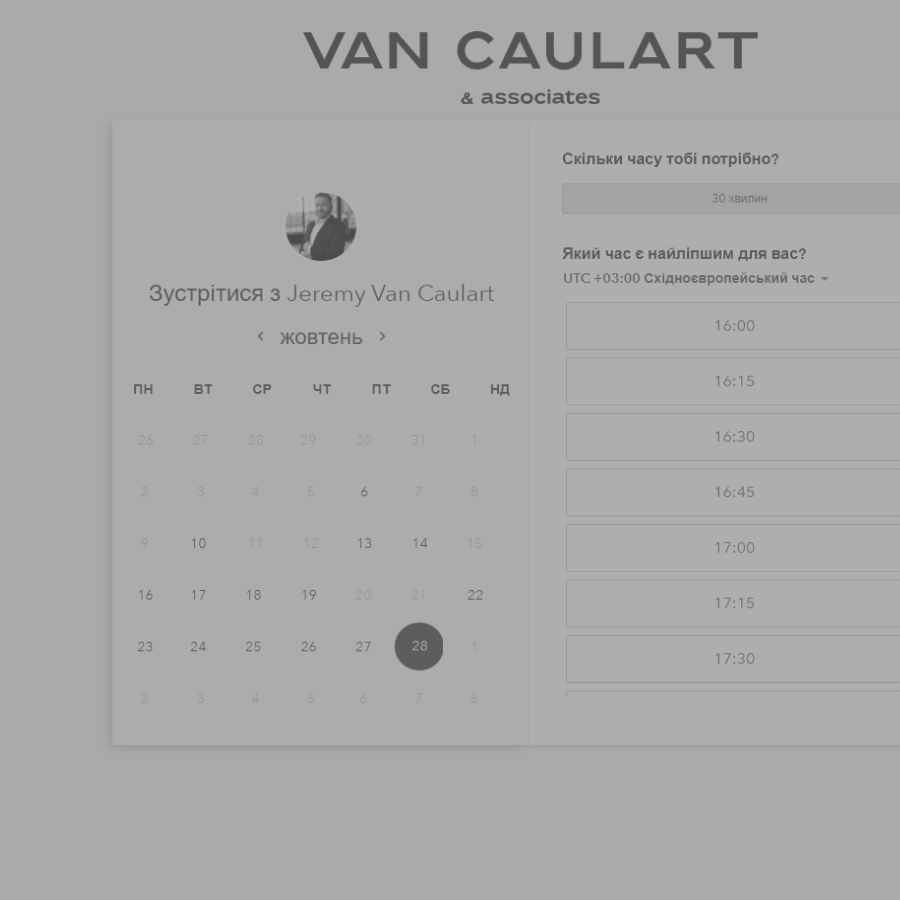 VAN CAULART
& associates
Зустрітися з Jeremy Van Caulart
жовтень
ПН ВТ СР ЧТ ПТ СБ НД
26 27 28 29 30 31 1
2 3 4 5 6 7 8
9 10 11 12 13 14 15
16 17 18 19 20 21 22
23 24 25 26 27 28 1
2 3 4 5 6 7 8
Скільки часу тобі потрібно?
30 хвилин
Який час є найліпшим для вас?
UTC +03:00 Східноєвропейський час
16:00
16:15
16:30
16:45
17:00
17:15
17:30